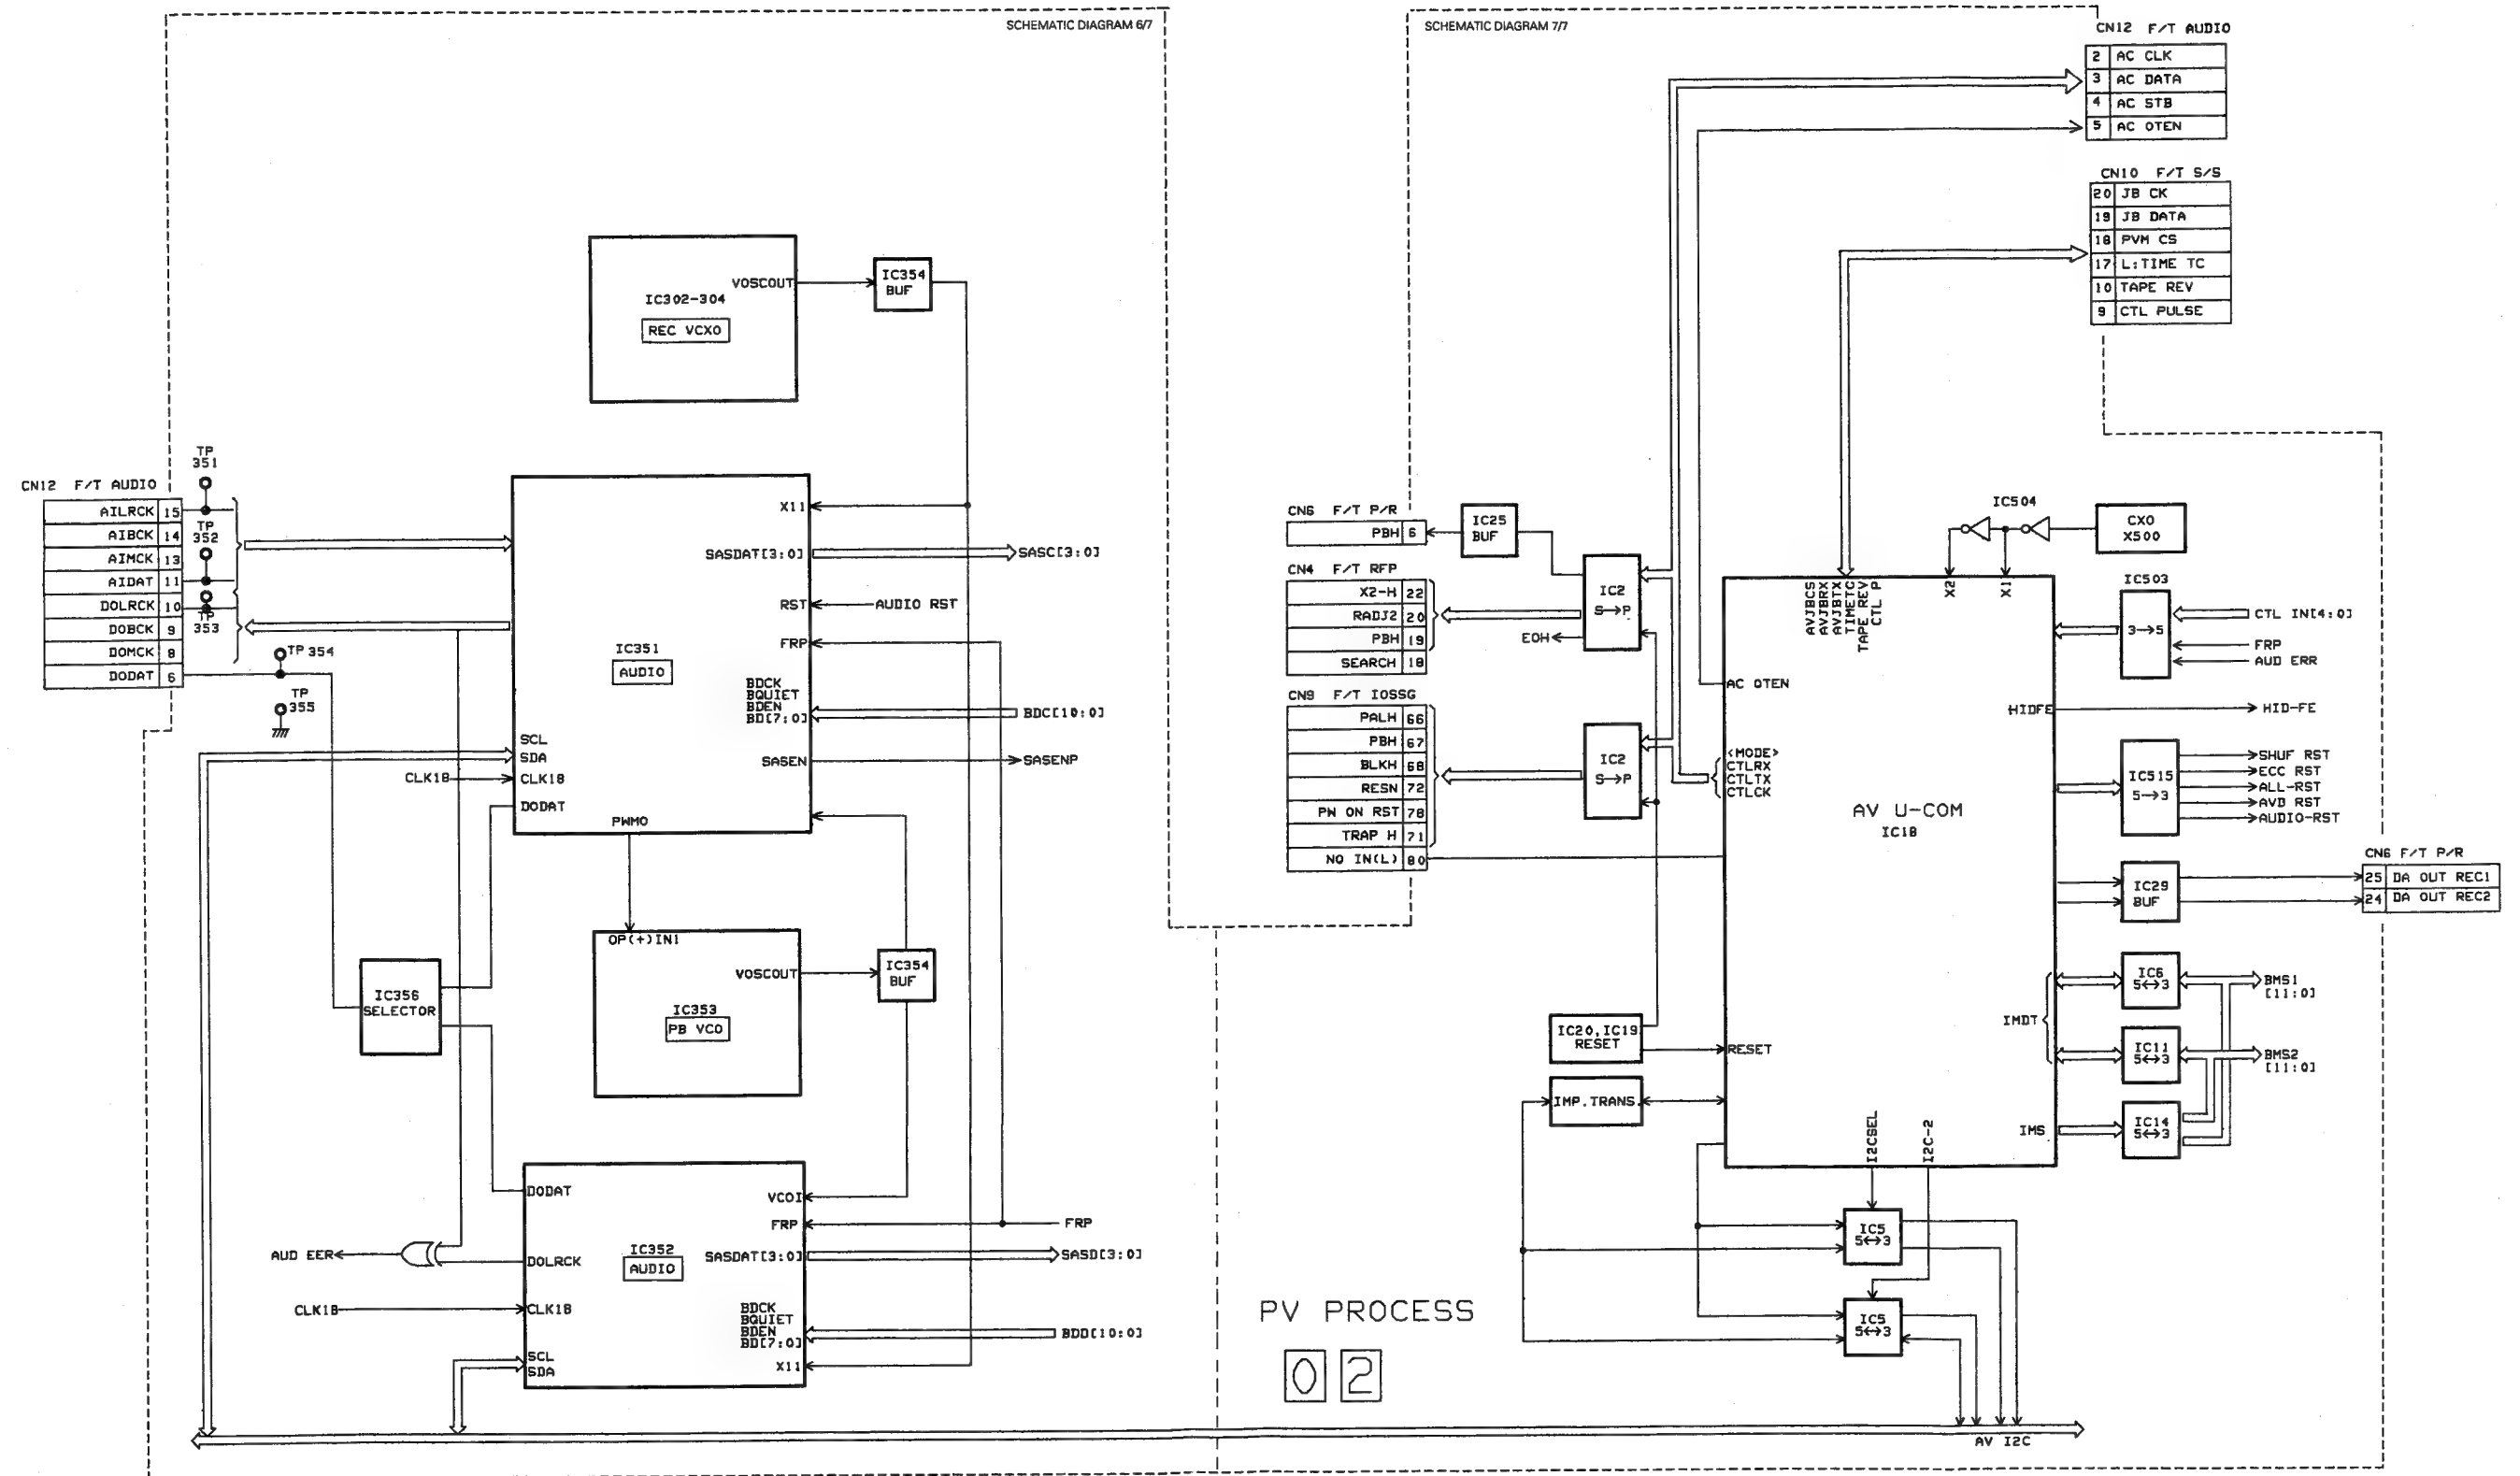 SCHEMATIC DIAGRAM 6/7
SCHEMATIC DIAGRAM 7/7
CN12 F/T AUDIO
2 AC CLK
3 AC DATA
4 AC STB
5 AC OTEN
CN10 F/T S/S
20 JB CK
19 JB DATA
18 PVM CS
17 L:TIME TC
10 TAPE REV
9 CTL PULSE
VOSCOUT
IC302-304
REC VCXO
IC354
BUF
TP
351
CN12 F/T AUDIO
AILRCK 15
AIBCK 14
AIMCK 13
AIDAT 11
DOLRCK 10
DOBCK 9
DOMCK 8
DODAT 6
TP
352
TP
353
TP 354
TP
355
X11
SASDAT[3:0]
SASC[3:0]
RST
AUDIO RST
FRP
IC351
AUDIO
BDCK
BQUIET
BDEN
BD[7:0]
BDC[10:0]
SCL
SDA
SASEN
SASENP
CLK18
CLK18
DODAT
PWMO
OP(+)IN1
VOSCOUT
IC353
PB VCO
IC354
BUF
IC356
SELECTOR
DODAT
VCOI
FRP
FRP
AUD EER
DOLRCK
IC352
AUDIO
SASDAT[3:0]
SASD[3:0]
CLK18
CLK18
BDCK
BQUIET
BDEN
BD[7:0]
BDD[10:0]
SCL
SDA
X11
CN6 F/T P/R
PBH 6
IC25
BUF
CN4 F/T RFP
X2-H 22
RADJ2 20
PBH 19
SEARCH 18
IC2
S→P
EOH
CN9 F/T IOSSG
PALH 66
PBH 67
BLKH 68
RESN 72
PW ON RST 78
TRAP H 71
NO IN(L) 80
IC2
S→P
IC504
CXO
X500
AVJBCS
AVJBRX
AVJBTX
TIMETC
TAPEREV
CTL P
X2
X1
IC503
3→5
CTL IN[4:0]
FRP
AUD ERR
AC OTEN
HIDFE
HID-FE
<MODE>
CTLRX
CTLTX
CTLCK
AV U-COM
IC18
IC515
5→3
SHUF RST
ECC RST
ALL-RST
AVD RST
AUDIO-RST
IC29
BUF
CN6 F/T P/R
25 DA OUT REC1
24 DA OUT REC2
IC6
5↔3
BMS1
[11:0]
IMDT
IC11
5↔3
BMS2
[11:0]
IC20,IC19
RESET
RESET
IMP.TRANS.
IMS
IC14
5↔3
I2CSEL
I2C-2
IC5
5↔3
IC5
5↔3
PV PROCESS
0 2
AV I2C